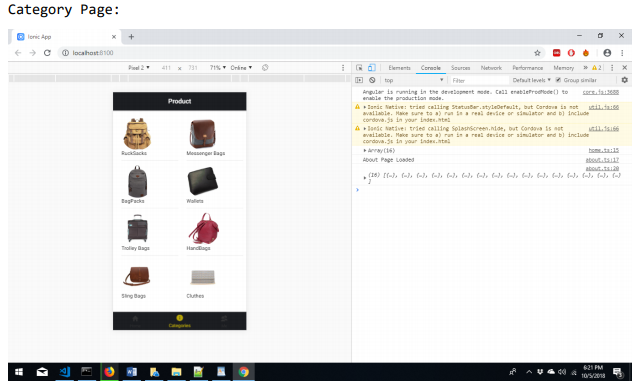 Category Page:
Ionic App
localhost:8100
Pixel 2 ▼ 411 × 731 71% ▼ Online ▼
Elements Console Sources Network Performance Memory » 2
top Filter Default levels ▼ Group similar
Angular is running in the development mode. Call enableProdMode() to core.js:3688
enable the production mode.
Ionic Native: tried calling StatusBar.styleDefault, but Cordova is not util.js:66
available. Make sure to a) run in a real device or simulator and b) include
cordova.js in your index.html
Ionic Native: tried calling SplashScreen.hide, but Cordova is not util.js:66
available. Make sure to a) run in a real device or simulator and b) include
cordova.js in your index.html
Array(16) home.ts:15
About Page Loaded about.ts:17
about.ts:20
(16) [{…}, {…}, {…}, {…}, {…}, {…}, {…}, {…}, {…}, {…}, {…}, {…}, {…}, {…}, {…}, {…}
]
Product
RuckSacks Messenger Bags
BagPacks Wallets
Trolley Bags HandBags
Sling Bags Clothes
Categories
6:21 PM
10/5/2018